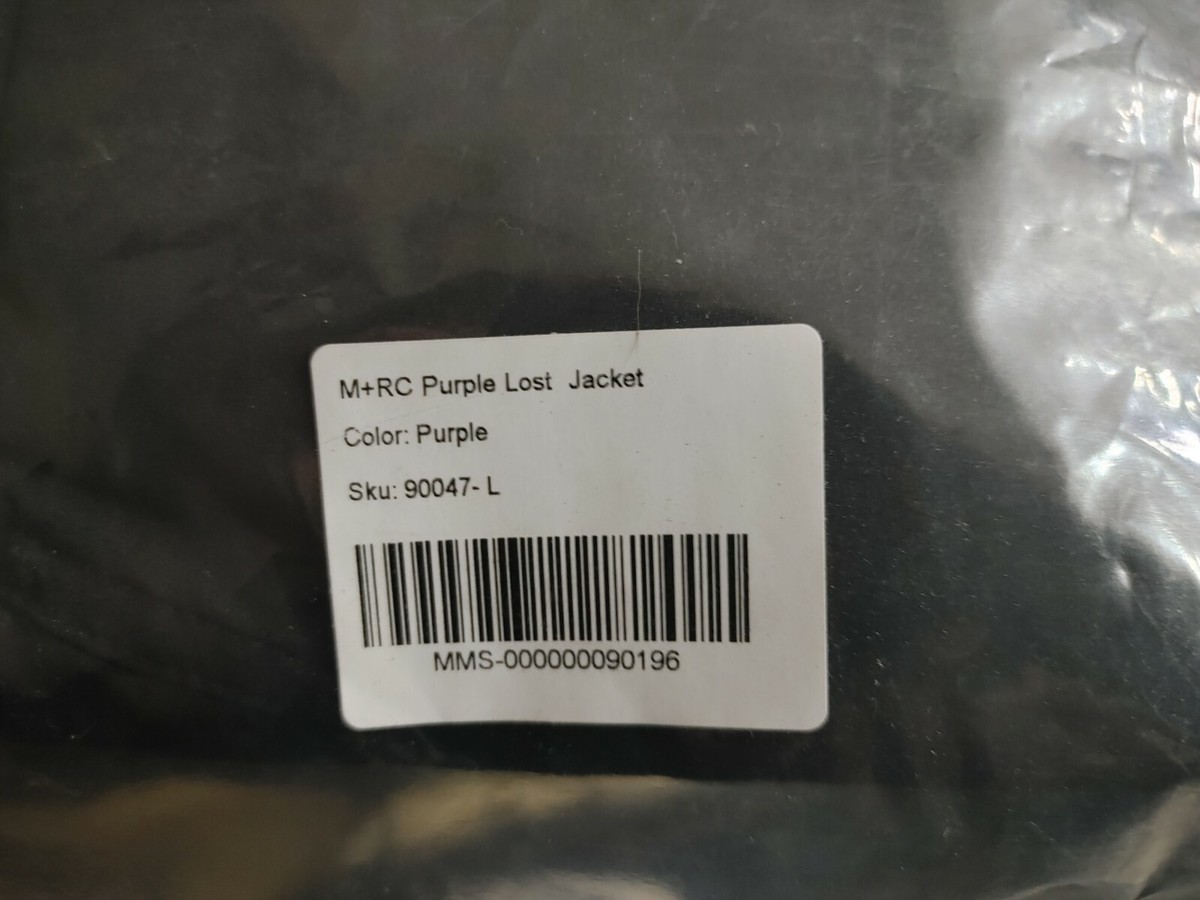 M+RC Purple Lost  Jacket
Color: Purple
Sku: 90047- L
MMS-000000090196